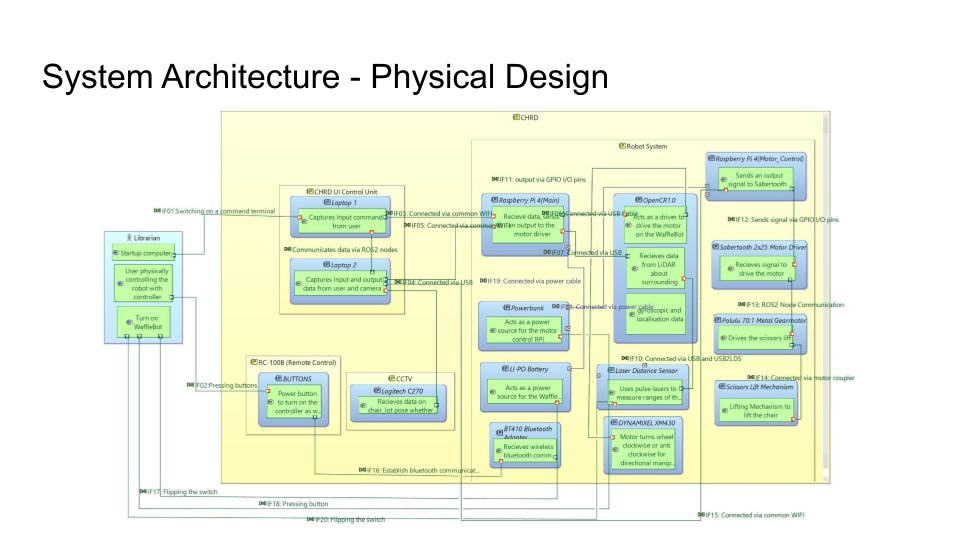 System Architecture - Physical Design
CHRD
Robot System
Raspberry Pi 4(Motor_Control)
Sends an output
signal to Sabertooth
IF11: output via GPIO I/O pins
CHRD UI Control Unit
Laptop 1
Captures input command
from user
IF01:Switching on a command terminal
IF03: Connected via common WIFI
IF05: Connected via common WIFI
Raspberry Pi 4(Main)
Recieve data, send
an output to the
motor driver
Connected via USB Cable
OpenCR1.0
Acts as a driver to
drive the motor
on the WaffleBot
Recieves data
from LiDAR
about
surrounding
gyroscopic and
localisation data
IF12: Sends signal via GPIO I/O pins
Librarian
Startup computer
User physically
controlling the
robot with
controller
Turn on
WaffleBot
Communicates data via ROS2 nodes
Laptop 2
Captures input and output
data from user and camera
IF04: Connected via USB
IF07: Connected via USB
IF19: Connected via power cable
Connected via power cable
Sabertooth 2x25 Motor Driver
Recieves signal to
drive the motor
IF13: ROS2 Node Communication
Powerbank
Acts as a power
source for the motor
control RPi
Polulu 70:1 Metal Gearmotor
Drives the scissors lift
IF10: Connected via USB and USB2LDS
RC-100B (Remote Control)
BUTTONS
Power button
to turn on the
controller as w..
IF02:Pressing buttons
CCTV
Logitech C270
Recieves data on
chair_lot pose whether
LI-PO Battery
Acts as a power
source for the Waffle..
Laser Distance Sensor
Uses pulse lasers to
measure ranges of th..
IF14: Connected via motor coupler
Scissors Lift Mechanism
Lifting Mechanism to
lift the chair
BT410 Bluetooth
Adapter
Recieves wireless
bluetooth comm..
DYNAMIXEL XM430
Motor turns wheel
clockwise or anti
clockwise for
directional manip...
IF16: Establish bluetooth communicat..
IF17: Flipping the switch
IF18: Pressing button
IF20: Flipping the switch
IF15: Connected via common WIFI